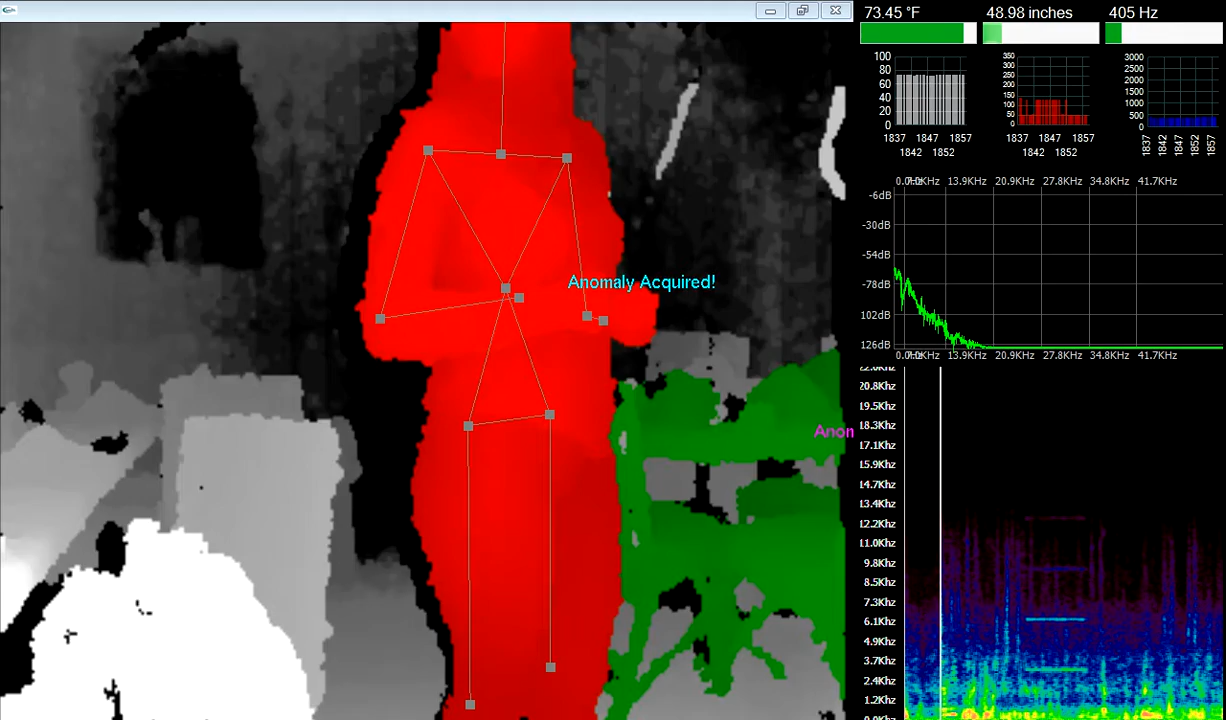 73.45 °F
48.98 inches
405 Hz
100
80
60
40
20
0
1837 1847 1857
1842 1852
350
300
250
200
150
100
50
0
1837 1847 1857
1842 1852
3000
2500
2000
1500
1000
500
0
1837
1842
1847
1852
1857
13.9KHz 20.9KHz 27.8KHz 34.8KHz 41.7KHz
-6dB
-30dB
-54dB
-78dB
102dB
126dB
13.9KHz 20.9KHz 27.8KHz 34.8KHz 41.7KHz
Anomaly Acquired!
Anon
20.8Khz
19.5Khz
18.3Khz
17.1Khz
15.9Khz
14.7Khz
13.4Khz
12.2Khz
11.0Khz
9.8Khz
8.5Khz
7.3Khz
6.1Khz
4.9Khz
3.7Khz
2.4Khz
1.2Khz